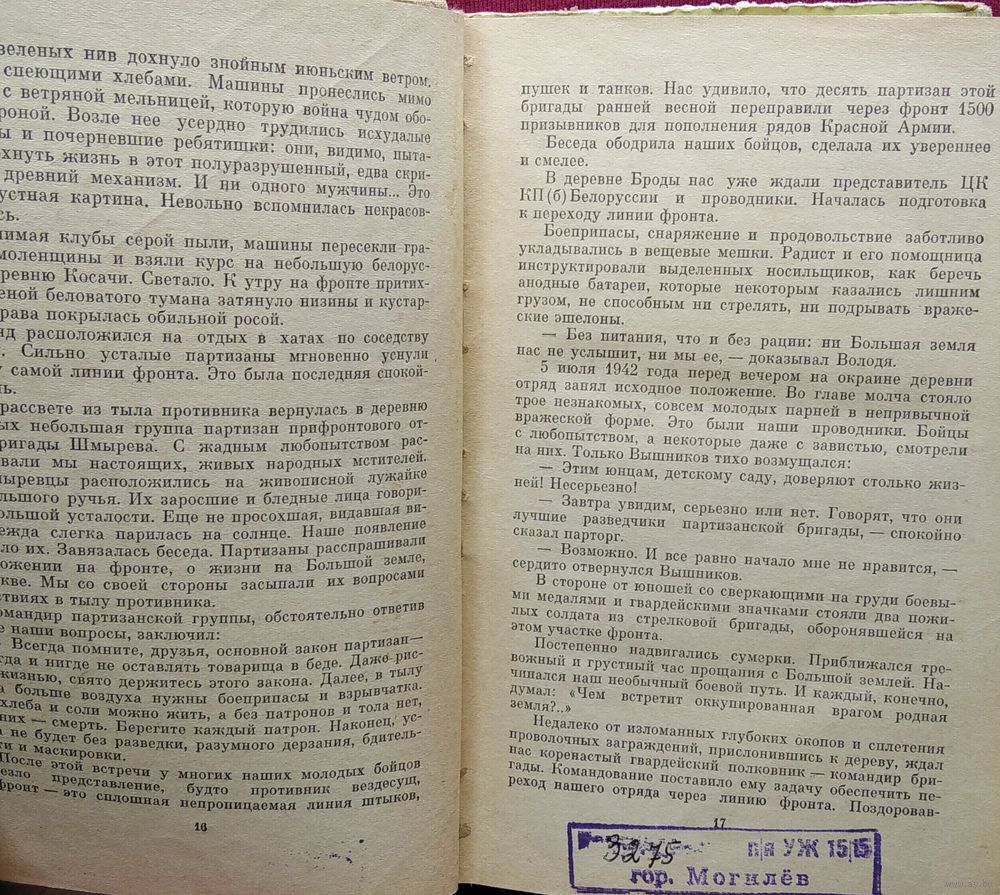 зеленых нив дохнуло знойным июньским ветром,
спеющими хлебами. Машины пронеслись мимо
с ветряной мельницей, которую война чудом обо-
роной. Возле нее усердно трудились исхудалые
ы и почерневшие ребятишки: они, видимо, пыта-
охнуть жизнь в этот полуразрушенный, едва скри-
древний механизм. И ни одного мужчины... Это
устная картина. Невольно вспомнилась некрасов-
сь.
нимая клубы серой пыли, машины пересекли гра-
моленщины и взяли курс на небольшую белорус-
еревню Косачи. Светало. К утру на фронте притих-
еной беловатого тумана затянуло низины и кустар-
рава покрылась обильной росой.
яд расположился на отдых в хатах по соседству
. Сильно усталые партизаны мгновенно уснули
у самой линии фронта. Это была последняя спокой-
ь.
рассвете из тыла противника вернулась в деревню
ых небольшая группа партизан прифронтового от-
ригады Шмырева. С жадным любопытством рас-
вали мы настоящих, живых народных мстителей.
ыревцы расположились на живописной лужайке
льшого ручья. Их заросшие и бледные лица говори-
ольшой усталости. Еще не просохшая, видавшая ви-
ежда слегка парилась на солнце. Наше появление
ло их. Завязалась беседа. Партизаны расспрашивали
ожении на фронте, о жизни на Большой земле,
кве. Мы со своей стороны засыпали их вопросами
ствиях в тылу противника.
омандир партизанской группы, обстоятельно ответив
е наши вопросы, заключил:
Всегда помните, друзья, основной закон партизан—
гда и нигде не оставлять товарища в беде. Даже рис-
жизнью, свято держитесь этого закона. Далее, в тылу
а больше воздуха нужны боеприпасы и взрывчатка.
хлеба и соли можно жить, а без патронов и тола нет,
них — смерть. Берегите каждый патрон. Наконец, ус-
а не будет без разведки, разумного дерзания, бдитель-
ти и маскировки.
После этой встречи у многих наших молодых бойцов
езло представление, будто противник вездесущ,
фронт — это сплошная непроницаемая линия штыков,
16
пушек и танков. Нас удивило, что десять партизан этой
бригады ранней весной переправили через фронт 1500
призывников для пополнения рядов Красной Армии.
Беседа ободрила наших бойцов, сделала их увереннее
и смелее.
В деревне Броды нас уже ждали представитель ЦК
КП(б)Белоруссии и проводники. Началась подготовка
к переходу линии фронта.
Боеприпасы, снаряжение и продовольствие заботливо
укладывались в вещевые мешки. Радист и его помощница
инструктировали выделенных носильщиков, как беречь
анодные батареи, которые некоторым казались лишним
грузом, не способным ни стрелять, ни подрывать враже-
ские эшелоны.
— Без питания, что и без рации: ни Большая земля
нас не услышит, ни мы ее, — доказывал Володя.
5 июля 1942 года перед вечером на окраине деревни
отряд занял исходное положение. Во главе молча стояло
трое незнакомых, совсем молодых парней в непривычной
вражеской форме. Это были наши проводники. Бойцы
с любопытством, а некоторые даже с завистью, смотрели
на них. Только Вышников тихо возмущался:
— Этим юнцам, детскому саду, доверяют столько жиз-
ней! Несерьезно!
— Завтра увидим, серьезно или нет. Говорят, что они
лучшие разведчики партизанской бригады, — спокойно
сказал парторг.
— Возможно. И все равно начало мне не нравится, —
сердито отвернулся Вышников.
В стороне от юношей со сверкающими на груди боевы-
ми медалями и гвардейскими значками стояли два пожи-
лых солдата из стрелковой бригады, оборонявшейся на
этом участке фронта.
Постепенно надвигались сумерки. Приближался тре-
вожный и грустный час прощания с Большой землей. На-
чинался наш необычный боевой путь. И каждый, конечно,
думал: «Чем встретит оккупированная врагом родная
земля?..»
Недалеко от изломанных глубоких окопов и сплетения
проволочных заграждений, прислонившись к дереву, ждал
нас коренастый гвардейский полковник — командир бри-
гады. Командование поставило ему задачу обеспечить пе-
реход нашего отряда через линию фронта. Поздоровав-
17
3275
п|я УЖ 15|15
гор. Могилёв